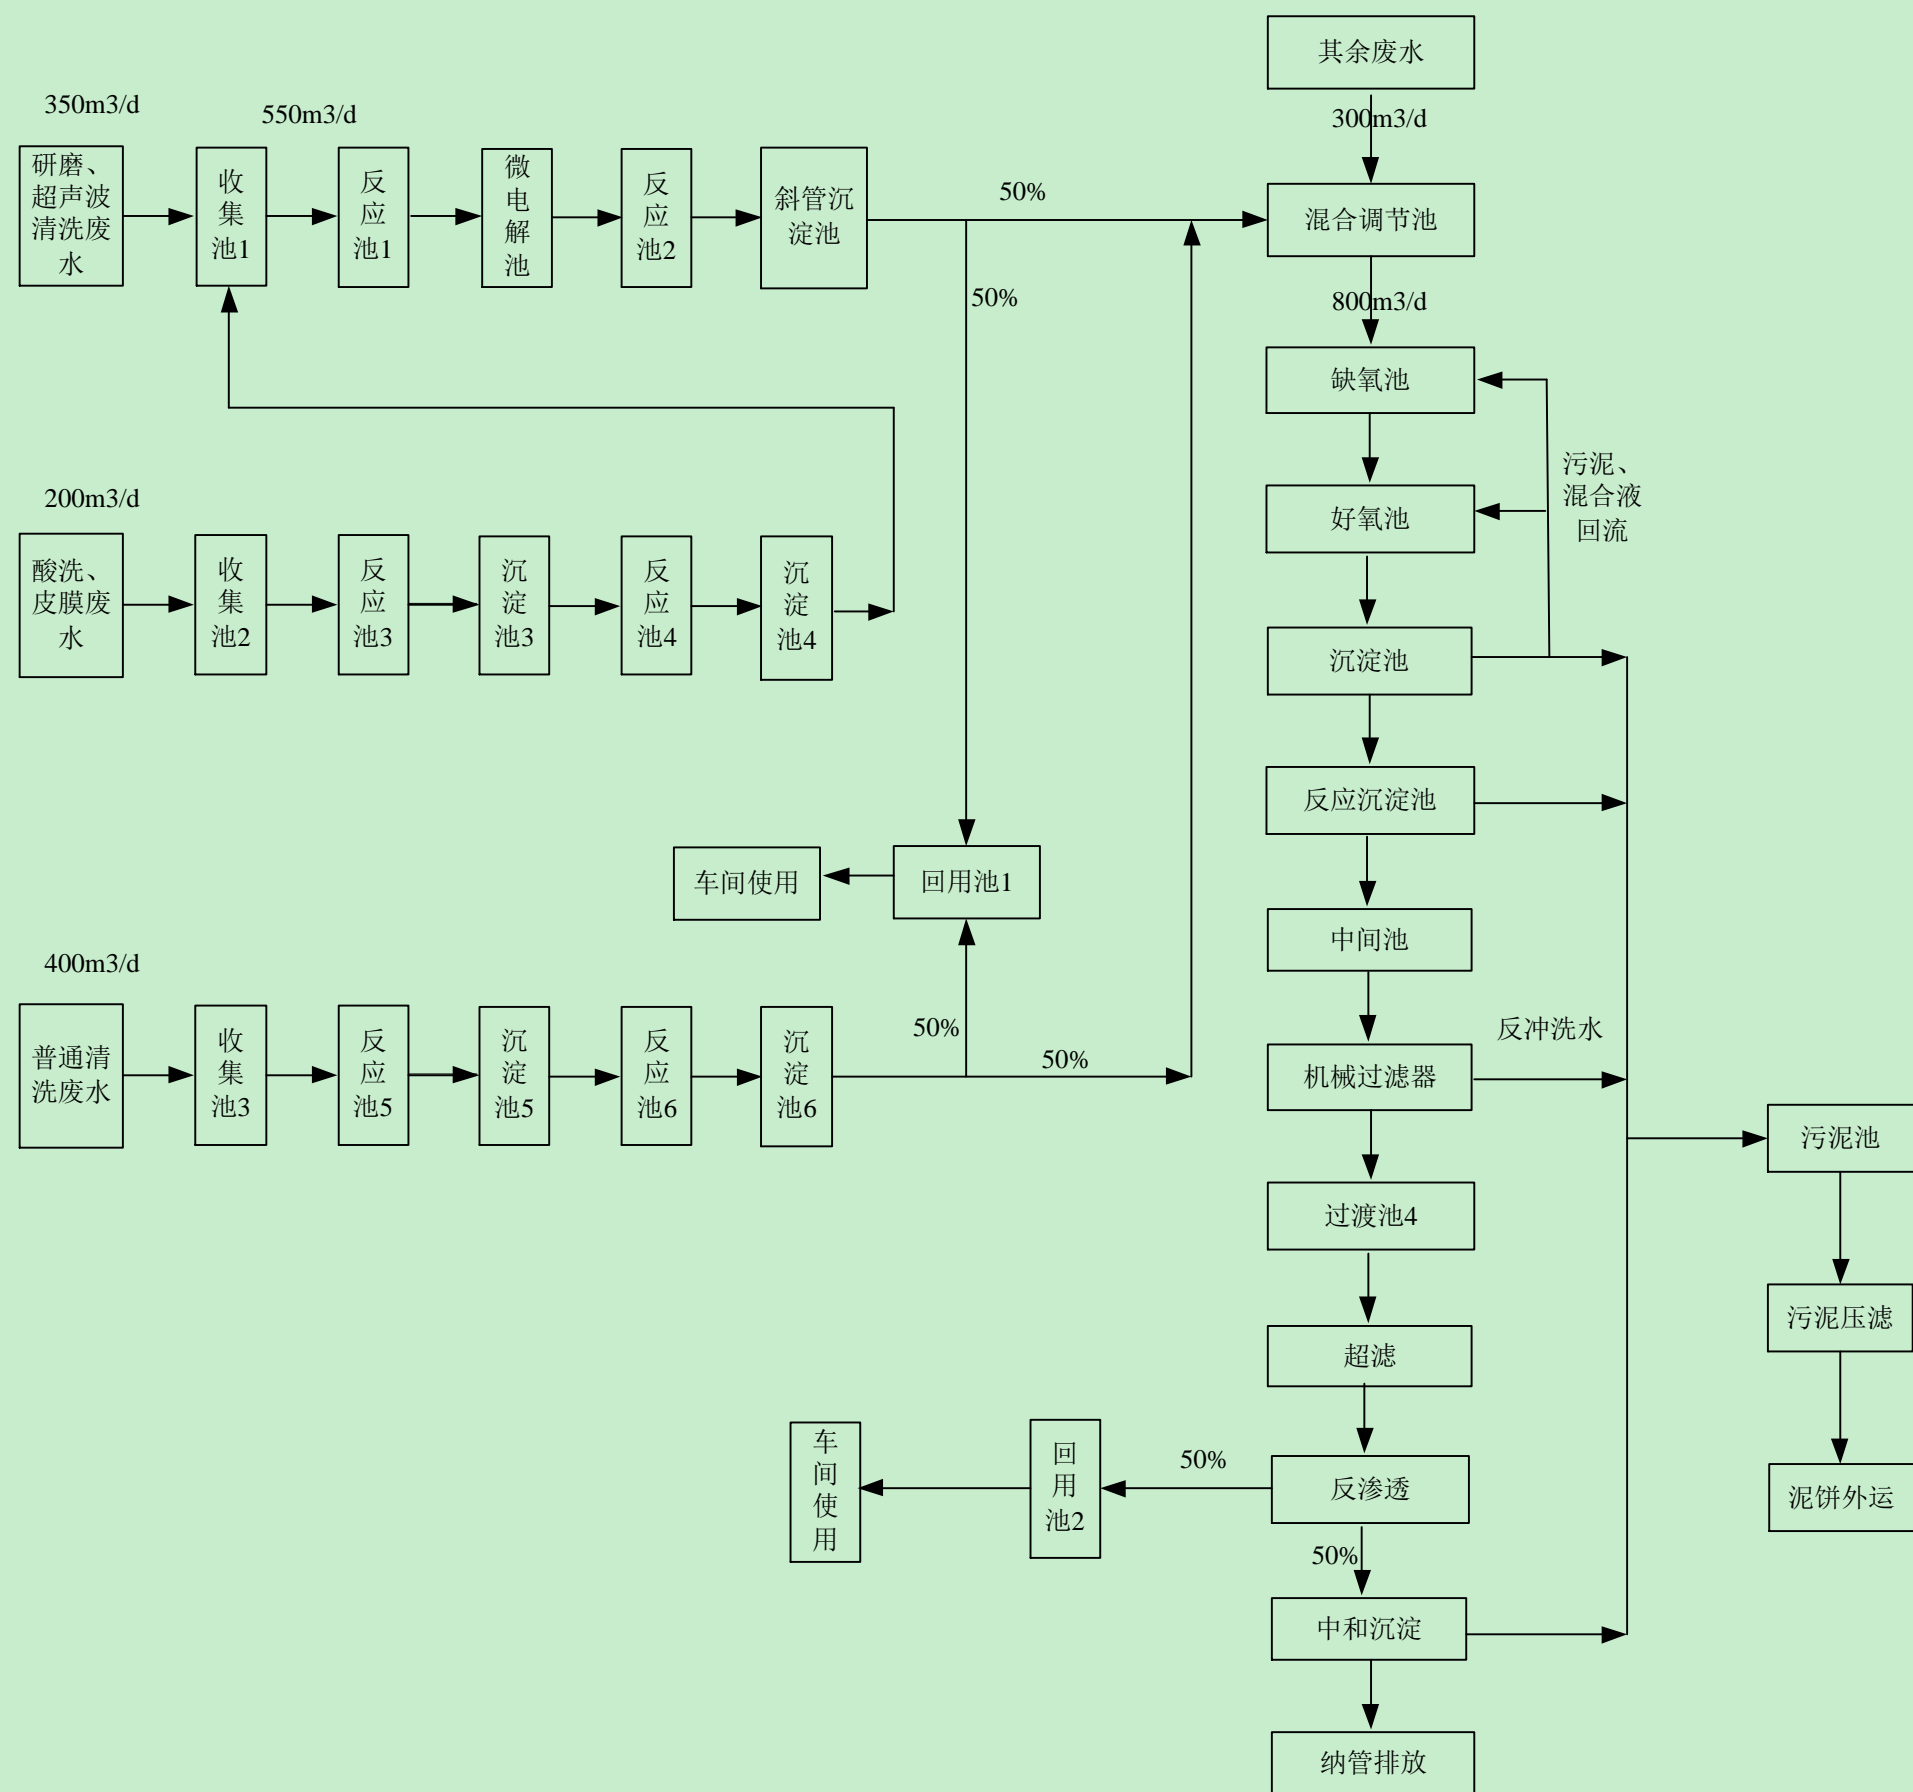 其余废水
300m3/d
350m3/d
550m3/d
研磨、
超声波
清洗废
水
收
集
池1
反
应
池1
微
电
解
池
反
应
池2
斜管沉
淀池
50%
混合调节池
50%
800m3/d
缺氧池
污泥、
混合液
回流
好氧池
200m3/d
酸洗、
皮膜废
水
收
集
池2
反
应
池3
沉
淀
池3
反
应
池4
沉
淀
池4
沉淀池
反应沉淀池
车间使用
回用池1
中间池
400m3/d
普通清
洗废水
收
集
池3
反
应
池5
沉
淀
池5
反
应
池6
沉
淀
池6
50%
50%
反冲洗水
机械过滤器
污泥池
过渡池4
污泥压滤
超滤
车
间
使
用
回
用
池2
50%
反渗透
泥饼外运
50%
中和沉淀
纳管排放